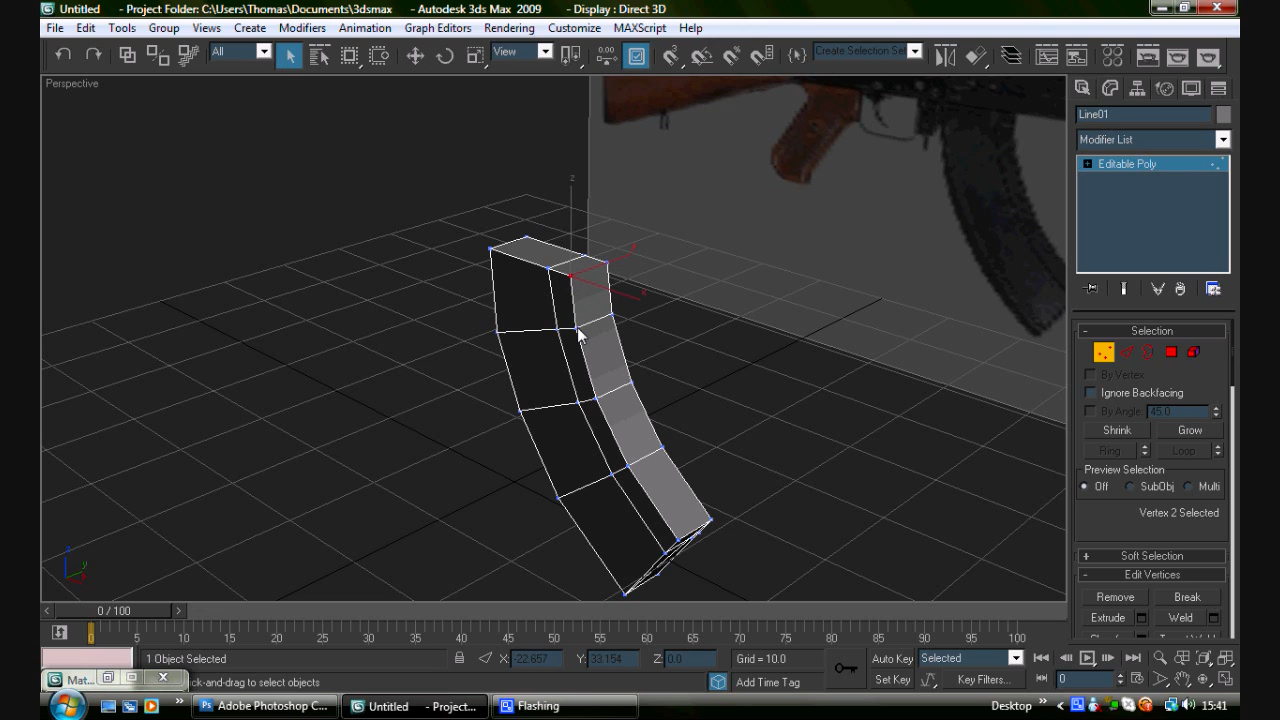 Untitled - Project Folder: C:\Users\Thomas\Documents\3dsmax - Autodesk 3ds Max 2009 - Display : Direct 3D
File Edit Tools Group Views Create Modifiers Animation Graph Editors Rendering Customize MAXScript Help
All View Create Selection Set
Perspective
Line01
Modifier List
Editable Poly
z
Selection
By Vertex
Ignore Backfacing
By Angle: 45.0
Shrink Grow
Ring Loop
Preview Selection
Off SubObj Multi
Vertex 2 Selected
Soft Selection
Edit Vertices
Remove Break
Extrude Weld
0 / 100
0 5 10 15 20 25 30 35 40 45 50 55 60 65 70 75 80 85 90 95 100
1 Object Selected X: -22.657 Y: 33.154 Z: 0.0 Grid = 10.0 Auto Key Selected
Mat... ck-and-drag to select objects Add Time Tag Set Key Key Filters... 0
Adobe Photoshop C... Untitled - Projec... Flashing Desktop 15:41